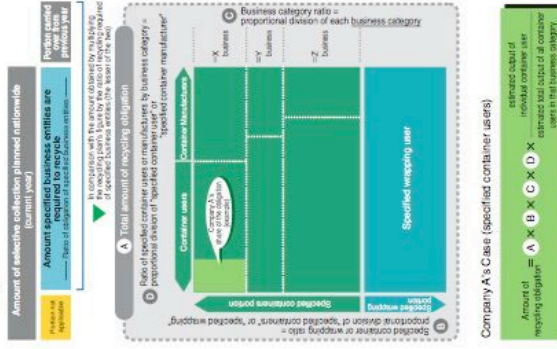 Amount of selective collection planned nationwide
(current year)
Portion not
applicable
Amount specified business entities are
required to recycle
Ratio of obligation of specified business entities
Portion carried
over from
previous year
In comparison with the amount obtained by multiplying
the recycling plan's figure by the ratio of recycling required
of specified business entities (the lesser of the two)
A Total amount of recycling obligation
D Ratio of specified container users or manufacturers by business category =
proportional division of "specified container user" or
"specified container manufacturer"
C Business category ratio =
proportional division of each business category
Container users
Container Manufacturers
Company A's
share of the obligation
(example)
=X
business
=Y
business
=Z
business
Specified wrapping user
Specified containers portion
Specified wrapping
portion
B Specified container or wrapping ratio =
proportional division of "specified containers" or "specified wrapping"
Company A's Case (specified container users)
Amount of
recycling obligation
= A × B × C × D ×
estimated output of
individual container user
estimated total output of all container
users in that business category